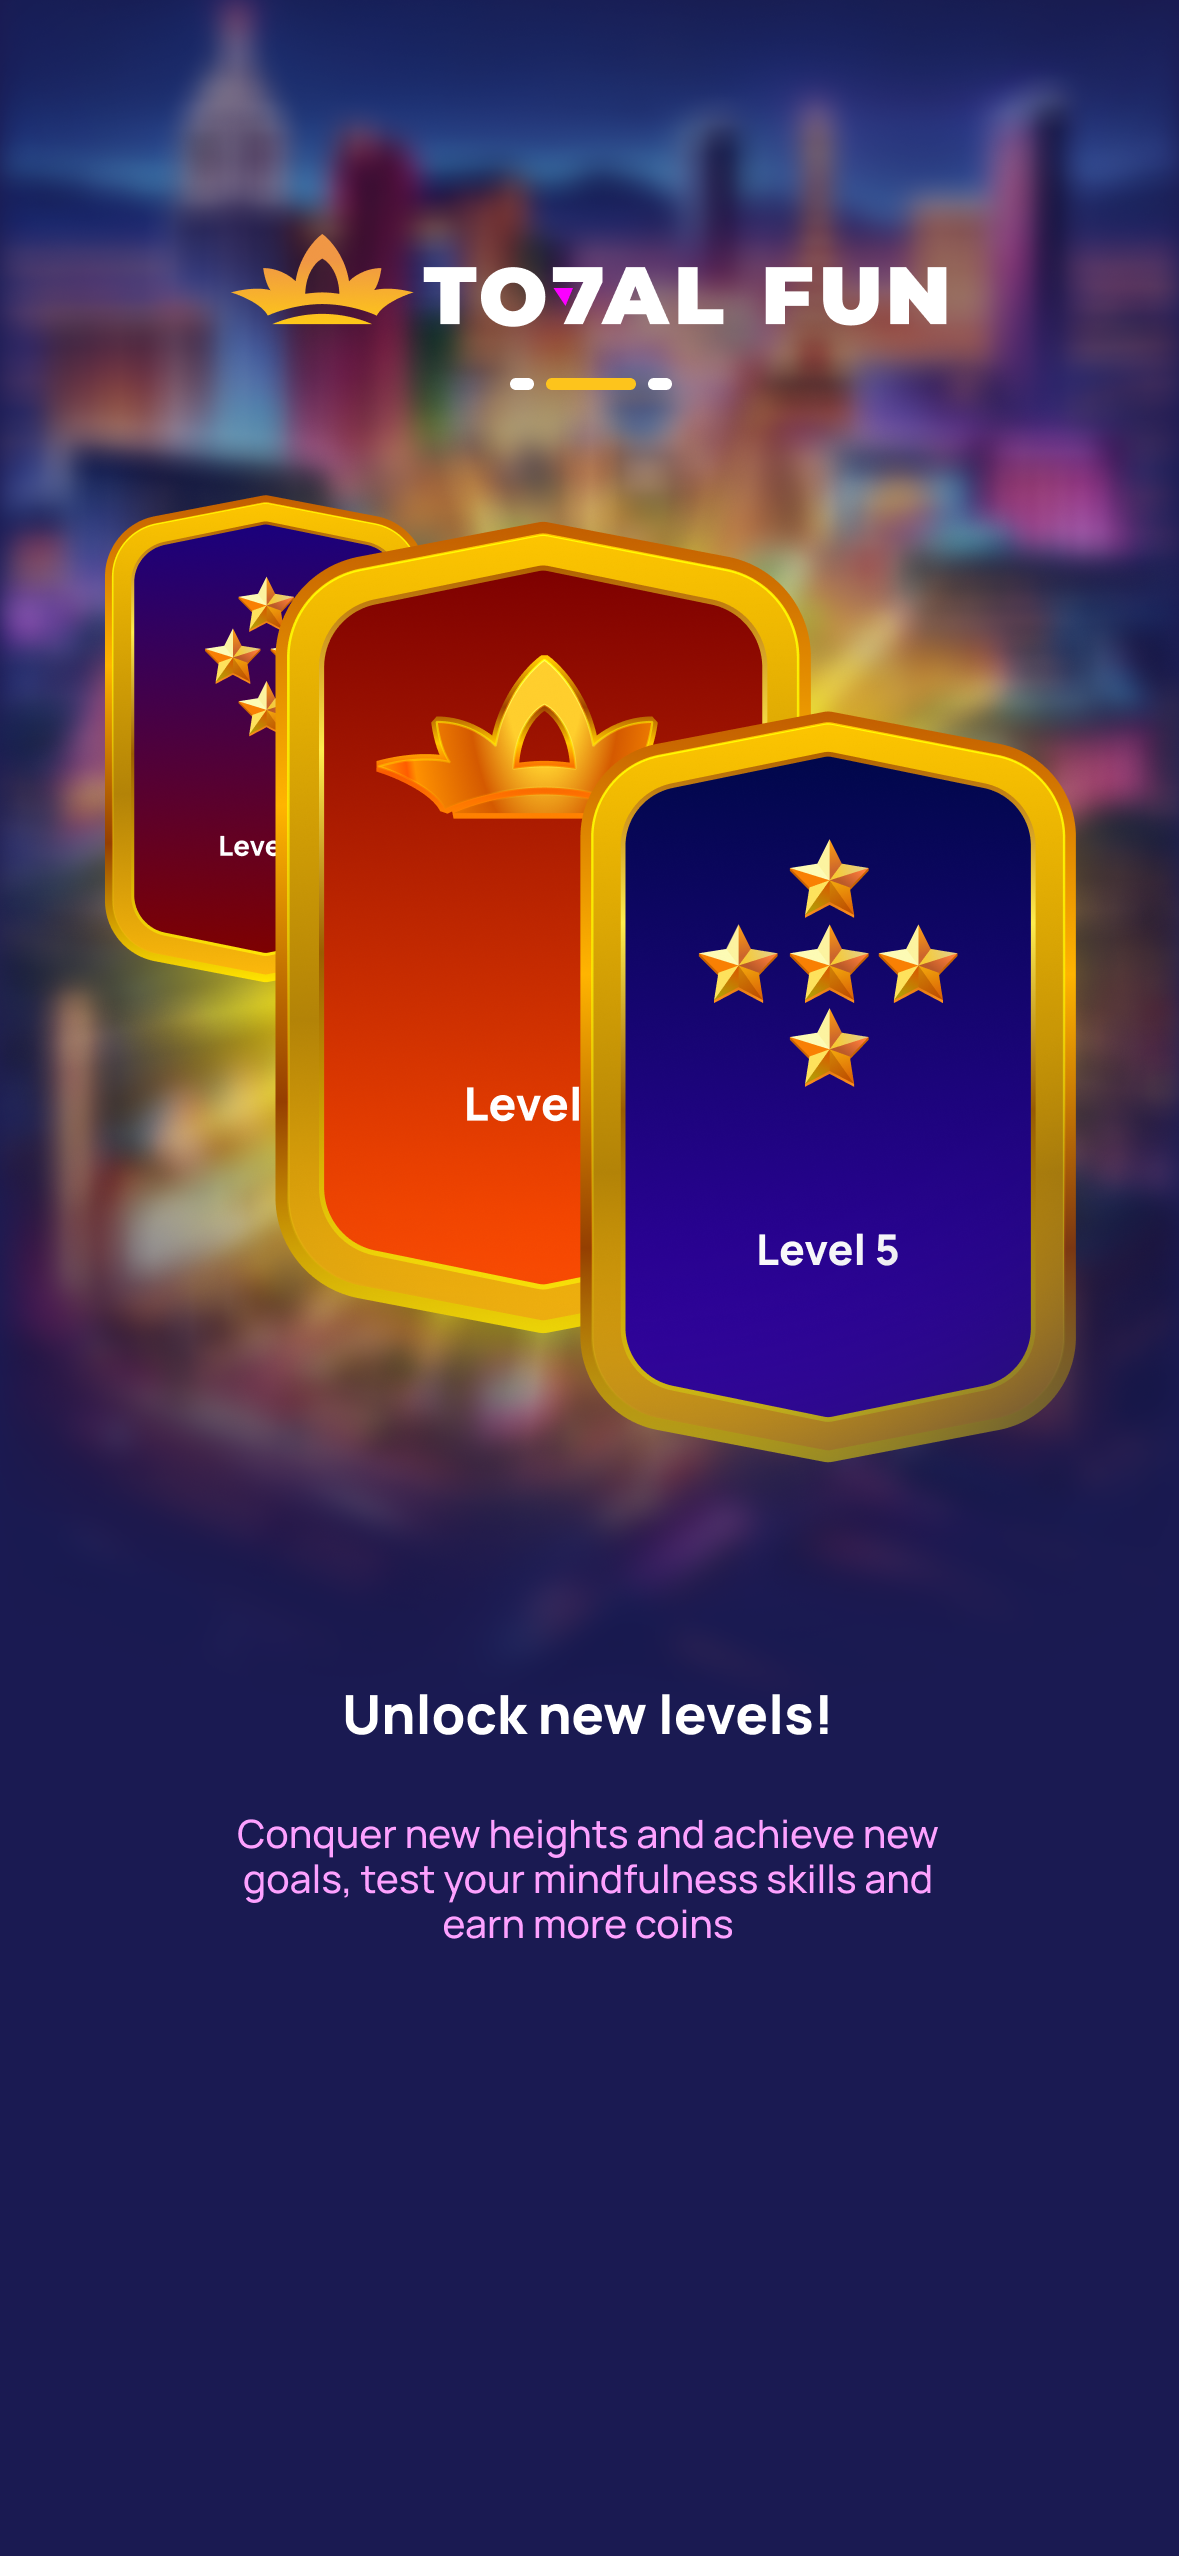 TO7AL FUN
Level
Level 5
Unlock new levels!
Conquer new heights and achieve new
goals, test your mindfulness skills and
earn more coins